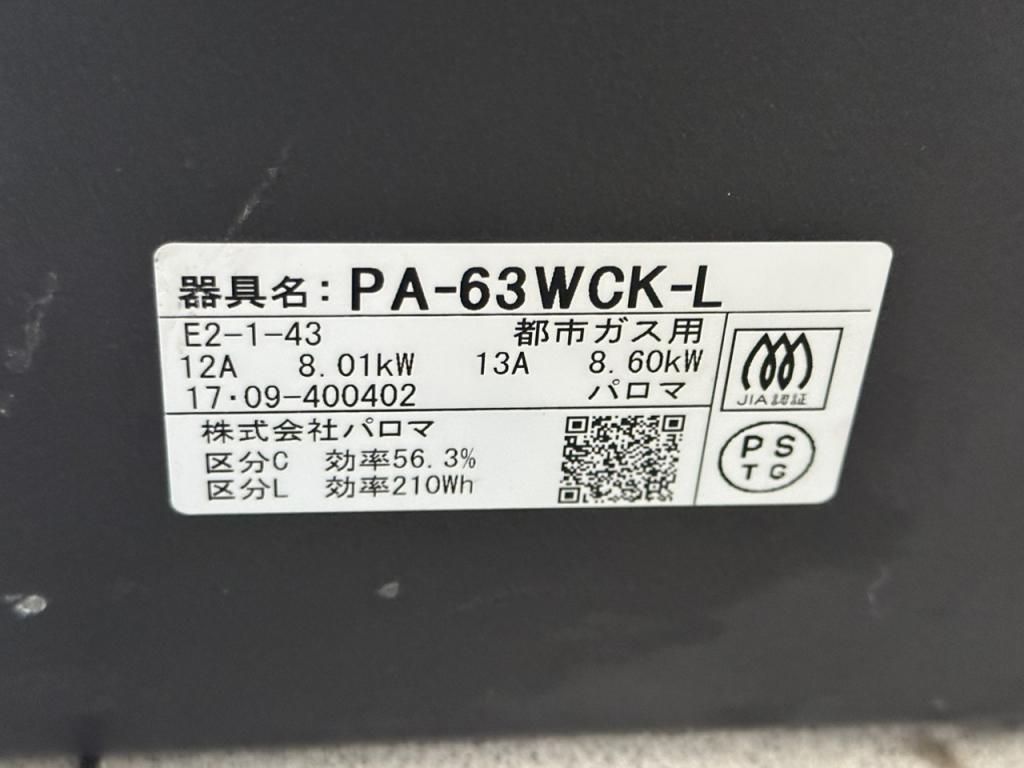 器具名: PA-63WCK-L
E2-1-43 都市ガス用
12A 8.01kW 13A 8.60kW
17・09-400402 パロマ
株式会社パロマ
区分C 効率56.3%
区分L 効率210Wh
JIA認証
PS
TG